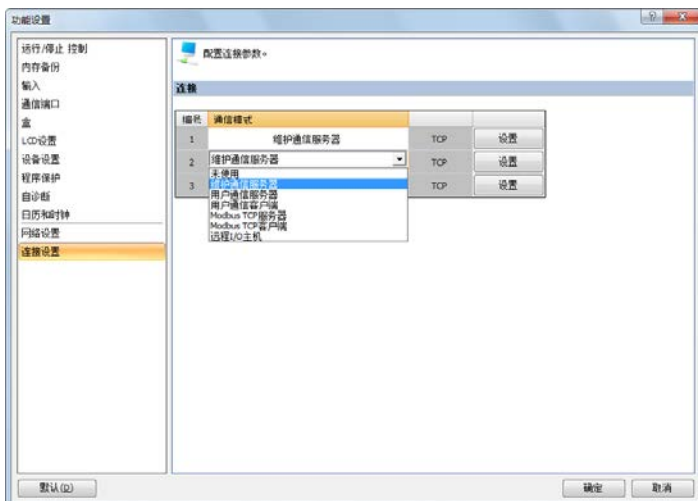 功能设置
运行/停止 控制
内存备份
输入
通信端口
盒
LCD设置
设备设置
程序保护
自诊断
日历和时钟
网络设置
连接设置
配置连接参数。
连接
编号 通信模式
1 维护通信服务器 TCP 设置
2 维护通信服务器 TCP 设置
3 TCP 设置
未使用
维护通信服务器
用户通信服务器
用户通信客户端
Modbus TCP服务器
Modbus TCP客户端
远程I/O主机
默认(D)
确定
取消